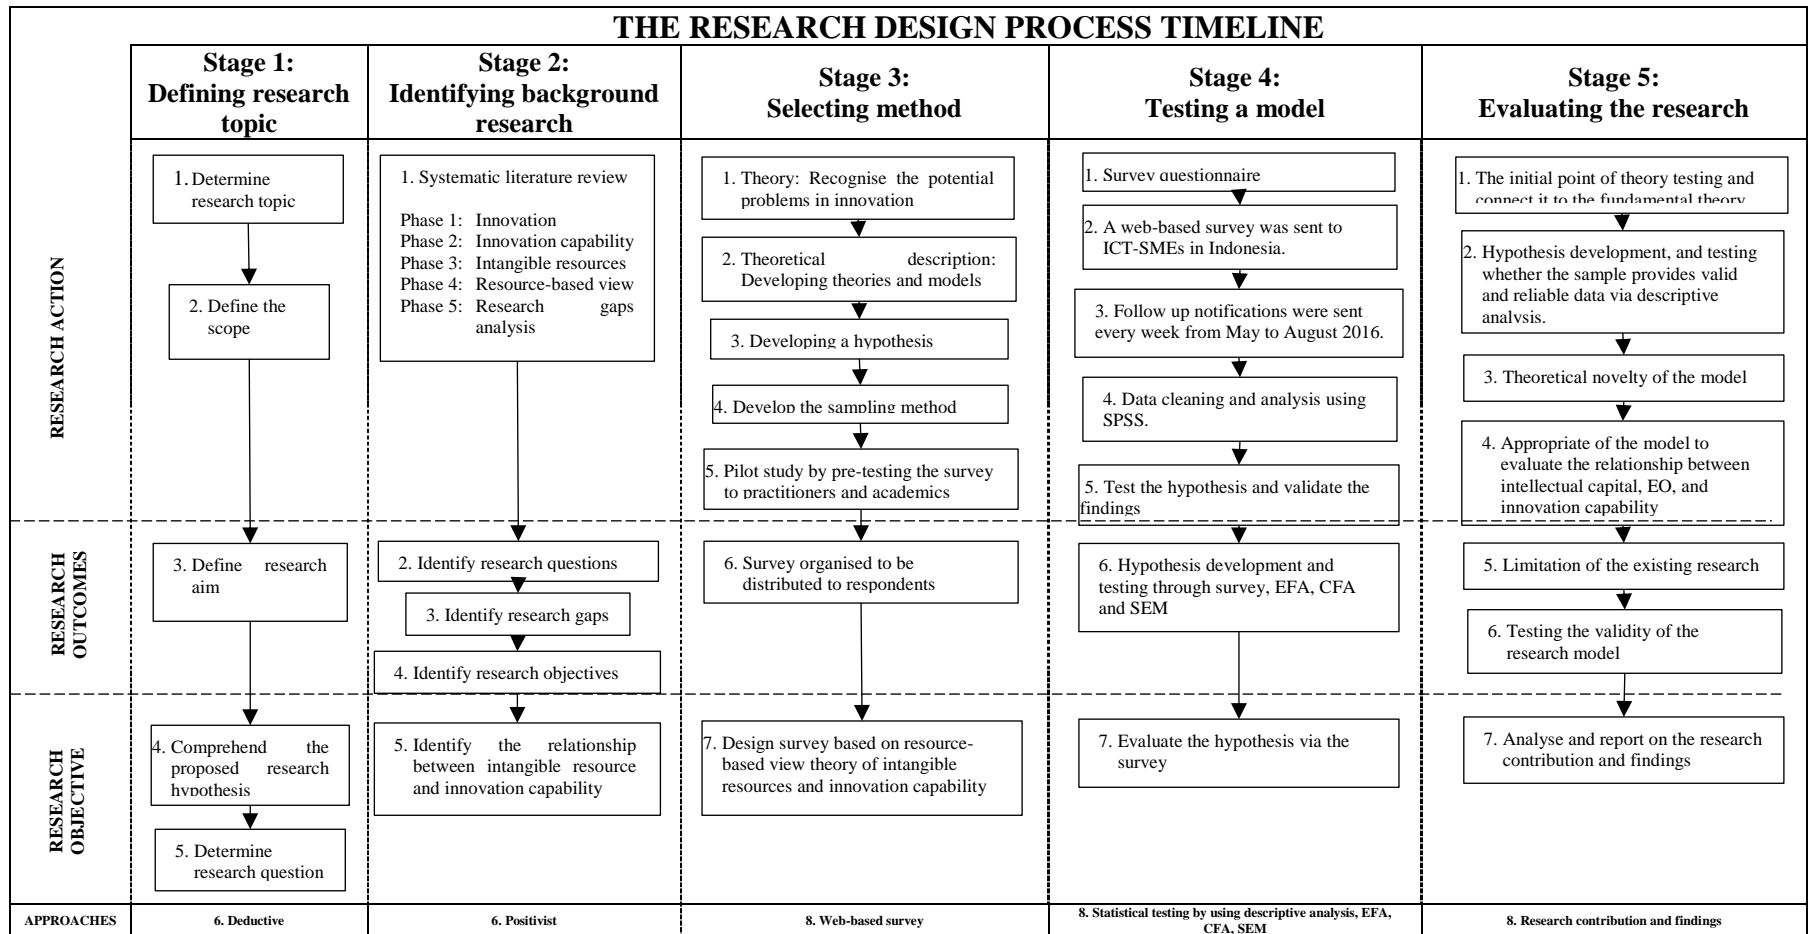 THE RESEARCH DESIGN PROCESS TIMELINE
Stage 1:
Defining research
topic
Stage 2:
Identifying background
research
Stage 3:
Selecting method
Stage 4:
Testing a model
Stage 5:
Evaluating the research
RESEARCH ACTION
1. Determine
research topic
2. Define the
scope
1. Systematic literature review
Phase 1: Innovation
Phase 2: Innovation capability
Phase 3: Intangible resources
Phase 4: Resource-based view
Phase 5: Research gaps
analysis
1. Theory: Recognise the potential
problems in innovation
2. Theoretical description:
Developing theories and models
3. Developing a hypothesis
4. Develop the sampling method
5. Pilot study by pre-testing the survey
to practitioners and academics
1. Survey questionnaire
2. A web-based survey was sent to
ICT-SMEs in Indonesia.
3. Follow up notifications were sent
every week from May to August 2016.
4. Data cleaning and analysis using
SPSS.
5. Test the hypothesis and validate the
findings
1. The initial point of theory testing and
connect it to the fundamental theory
2. Hypothesis development, and testing
whether the sample provides valid
and reliable data via descriptive
analysis.
3. Theoretical novelty of the model
4. Appropriate of the model to
evaluate the relationship between
intellectual capital, EO, and
innovation capability
RESEARCH
OUTCOMES
3. Define research
aim
2. Identify research questions
3. Identify research gaps
4. Identify research objectives
6. Survey organised to be
distributed to respondents
6. Hypothesis development and
testing through survey, EFA, CFA
and SEM
5. Limitation of the existing research
6. Testing the validity of the
research model
RESEARCH
OBJECTIVE
4. Comprehend the
proposed research
hypothesis
5. Determine
research question
5. Identify the relationship
between intangible resource
and innovation capability
7. Design survey based on resource-
based view theory of intangible
resources and innovation capability
7. Evaluate the hypothesis via the
survey
7. Analyse and report on the research
contribution and findings
APPROACHES
6. Deductive
6. Positivist
8. Web-based survey
8. Statistical testing by using descriptive analysis, EFA,
CFA, SEM
8. Research contribution and findings